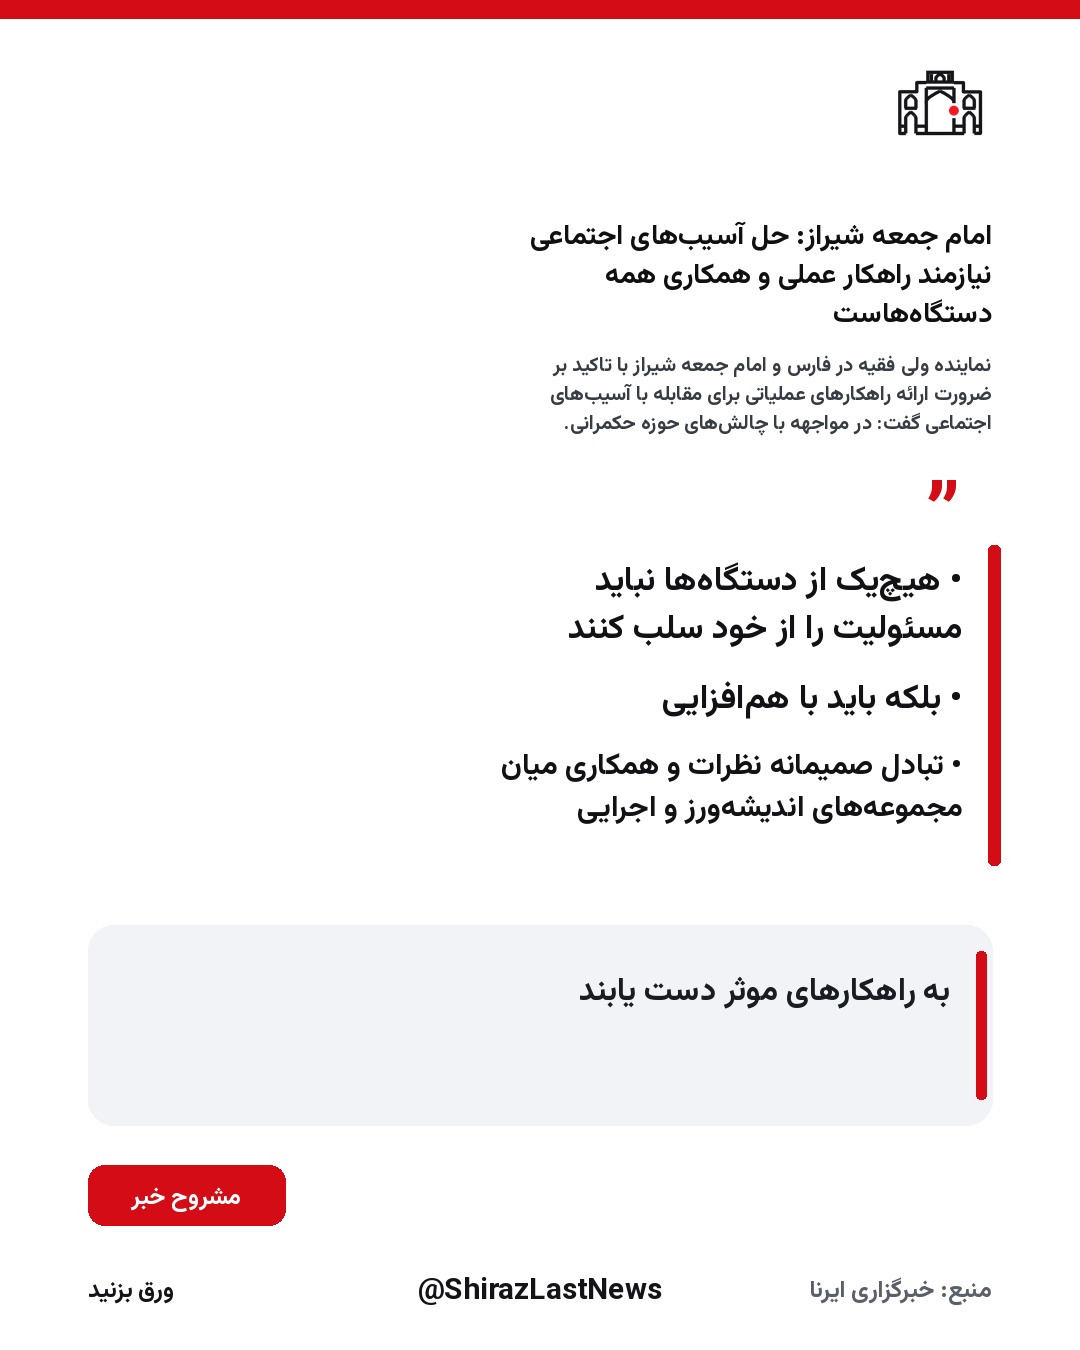 امام جمعه شیراز: حل آسیب‌های اجتماعی
نیازمند راهکار عملی و همکاری همه
دستگاه‌هاست
نماینده ولی فقیه در فارس و امام جمعه شیراز با تاکید بر
ضرورت ارائه راهکارهای عملیاتی برای مقابله با آسیب‌های
اجتماعی گفت: در مواجهه با چالش‌های حوزه حکمرانی.
”
• هیچ‌یک از دستگاه‌ها نباید
مسئولیت را از خود سلب کنند
• بلکه باید با هم‌افزایی
• تبادل صمیمانه نظرات و همکاری میان
مجموعه‌های اندیشه‌ورز و اجرایی
به راهکارهای موثر دست یابند
مشروح خبر
منبع: خبرگزاری ایرنا
@ShirazLastNews
ورق بزنید